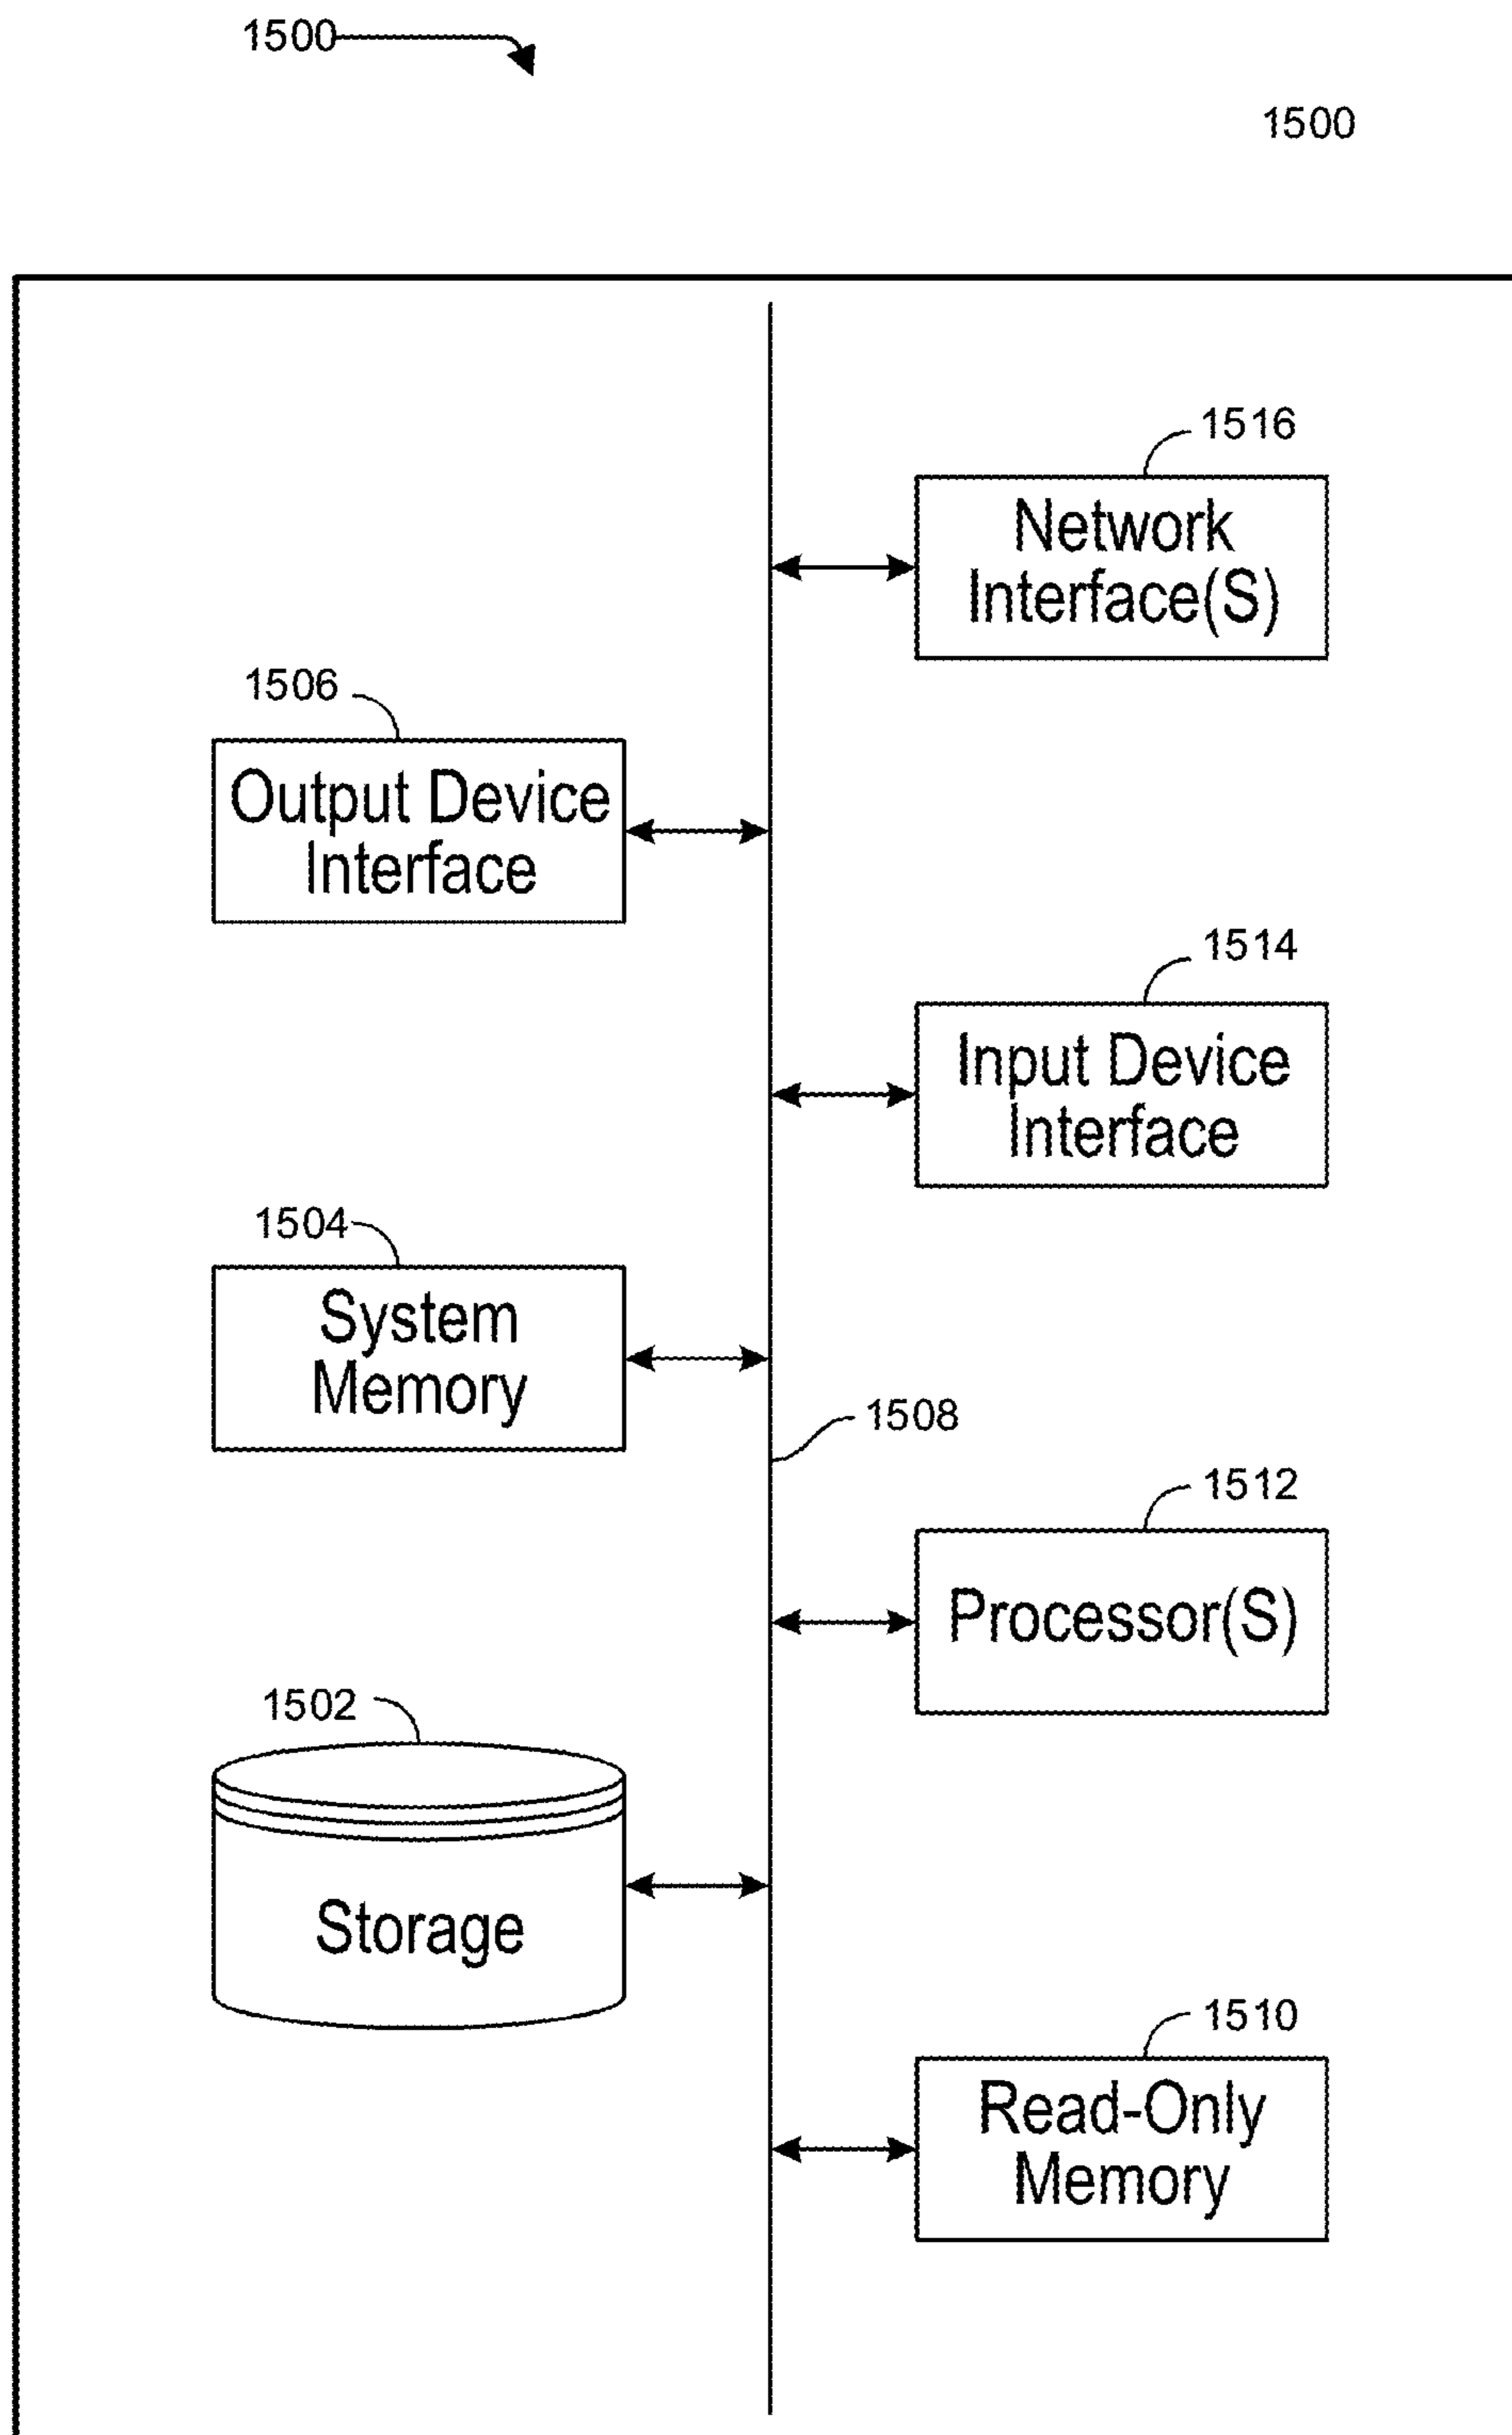 1500
1500
1516
Network
Interface(S)
1506
Output Device
Interface
1514
Input Device
Interface
1504
System
Memory
1508
1512
Processor(S)
1502
Storage
1510
Read-Only
Memory